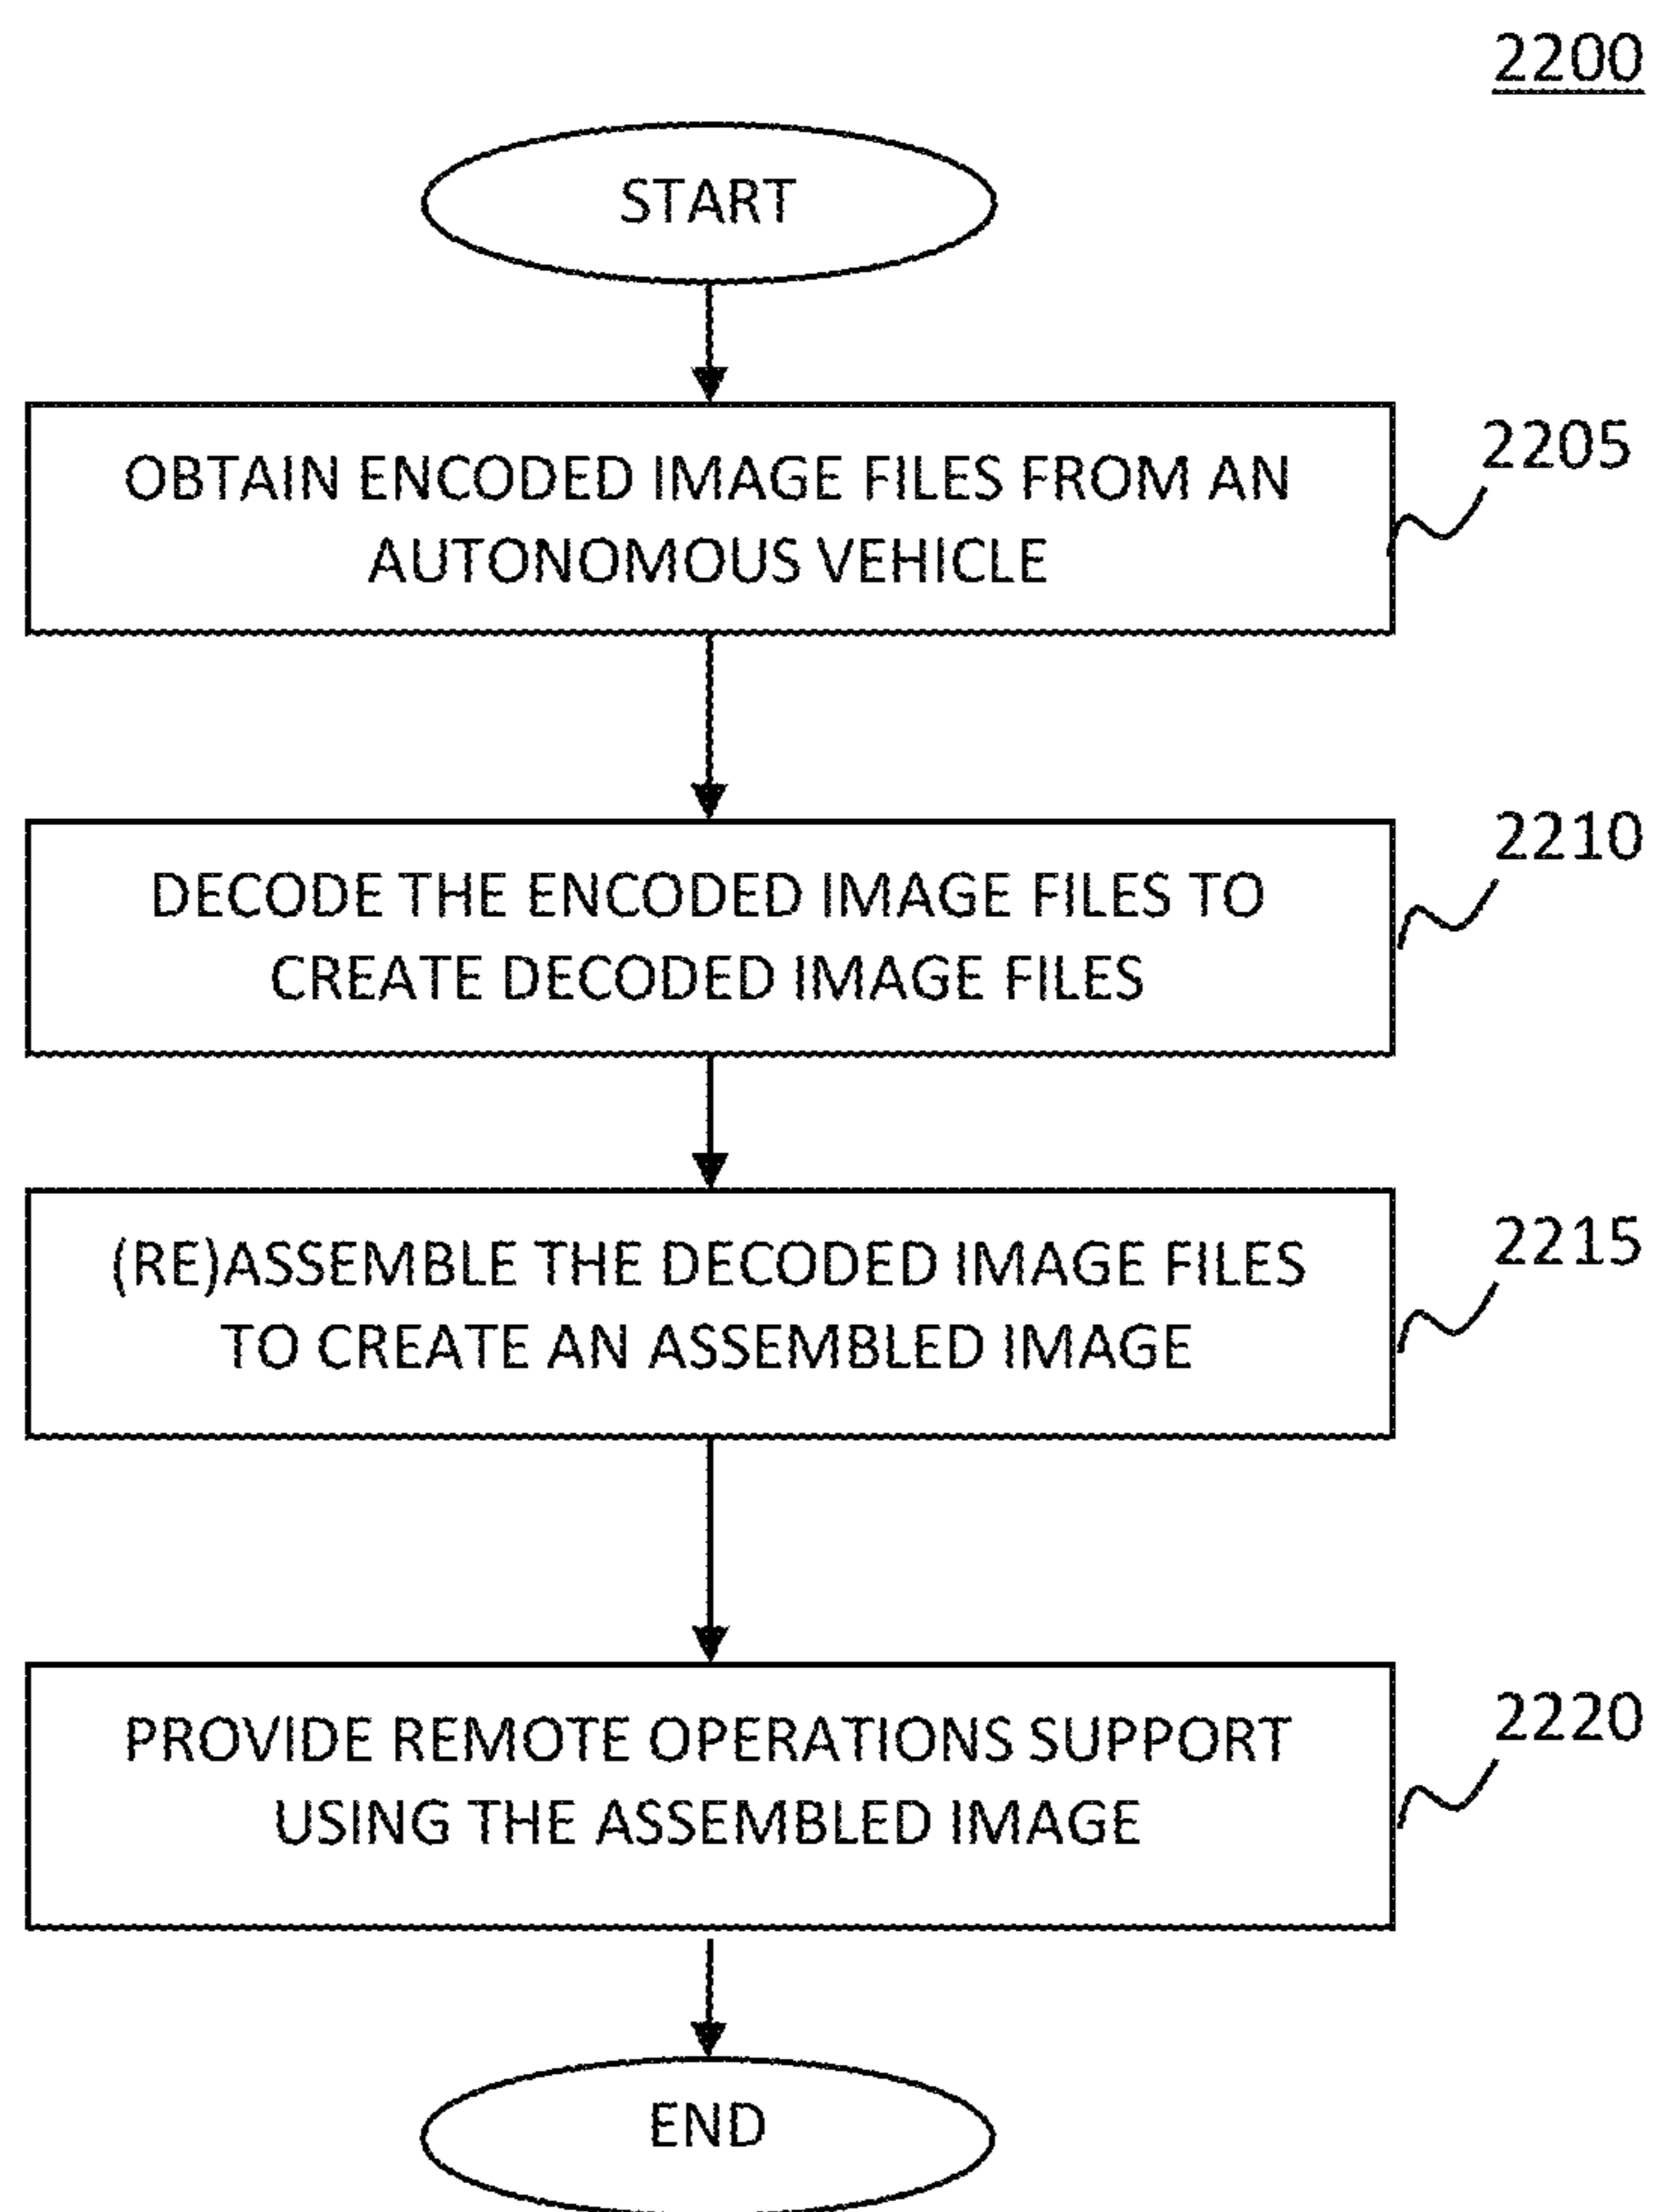 2200
START
OBTAIN ENCODED IMAGE FILES FROM AN
AUTONOMOUS VEHICLE
2205
DECODE THE ENCODED IMAGE FILES TO
CREATE DECODED IMAGE FILES
2210
(RE)ASSEMBLE THE DECODED IMAGE FILES
TO CREATE AN ASSEMBLED IMAGE
2215
PROVIDE REMOTE OPERATIONS SUPPORT
USING THE ASSEMBLED IMAGE
2220
END